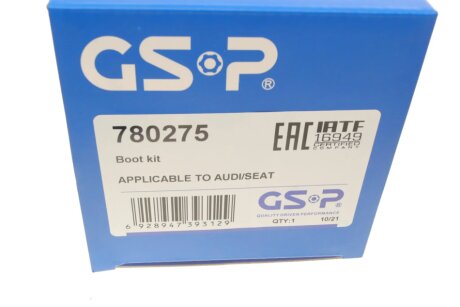 GSP®
780275
Boot kit
APPLICABLE TO AUDI/SEAT
EAC IATF
16949
CERTIFIED
COMPANY
GSP®
QUALITY DRIVEN PERFORMANCE
QTY:1 10/21
6 928947 393129